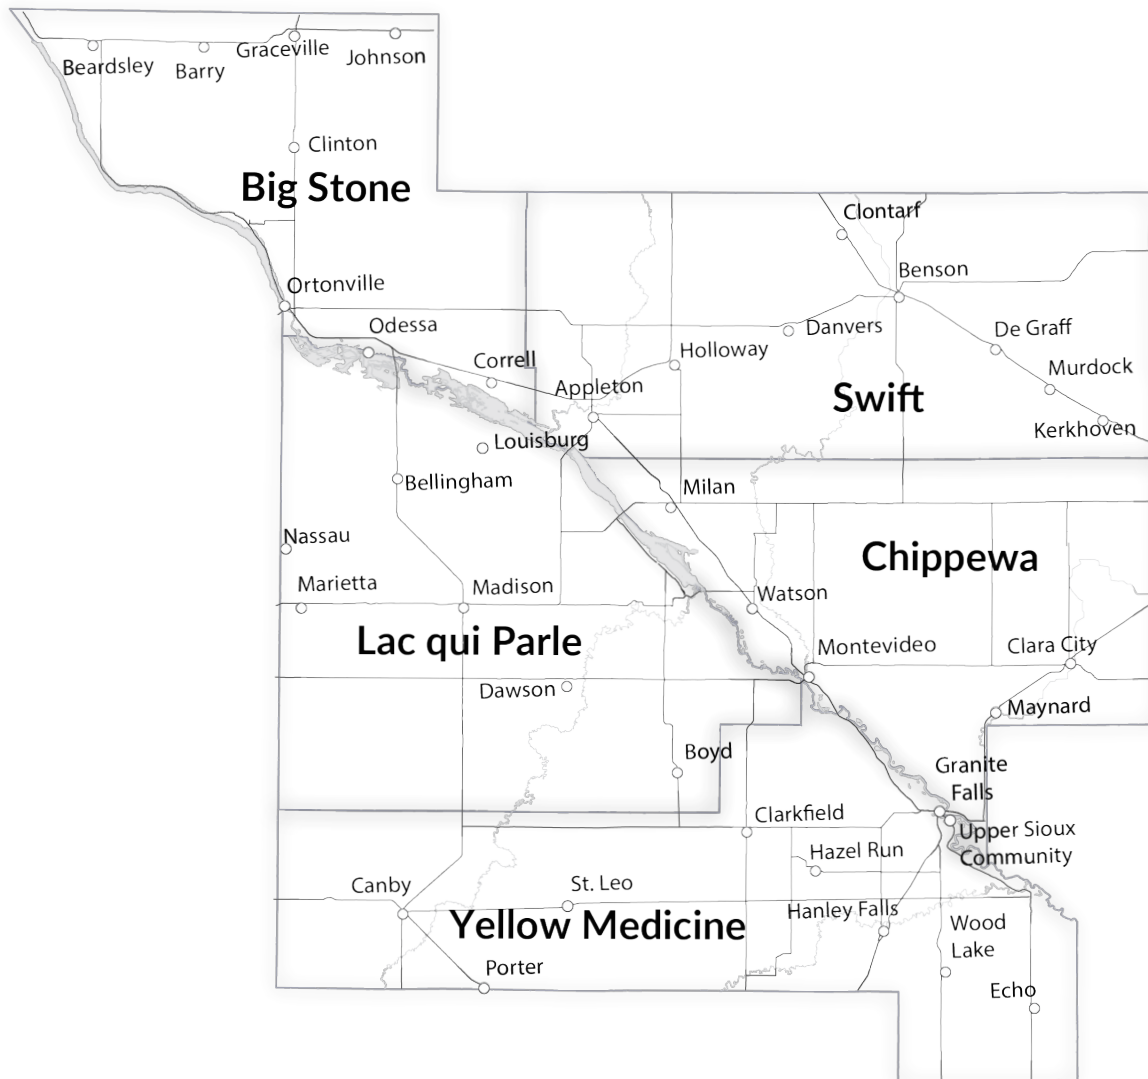 Graceville
Johnson
Beardsley
Barry
Clinton
Big Stone
Clontarf
Benson
Ortonville
Odessa
Danvers
De Graff
Correll
Holloway
Murdock
Appleton
Swift
Kerkhoven
Louisburg
Bellingham
Milan
Nassau
Chippewa
Marietta
Madison
Watson
Lac qui Parle
Montevideo
Clara City
Dawson
Maynard
Boyd
Granite
Falls
Clarkfield
Upper Sioux
Community
Hazel Run
Canby
St. Leo
Hanley Falls
Yellow Medicine
Wood
Lake
Porter
Echo